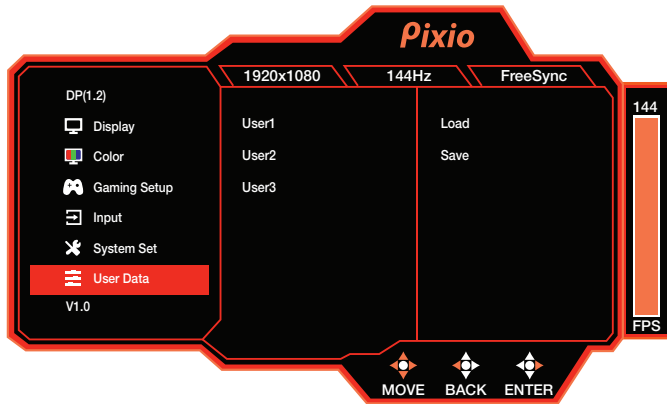 Pixio
1920x1080 144Hz FreeSync
DP(1.2)
Display
Color
Gaming Setup
Input
System Set
User Data
V1.0
User1
User2
User3
Load
Save
144
FPS
MOVE BACK ENTER